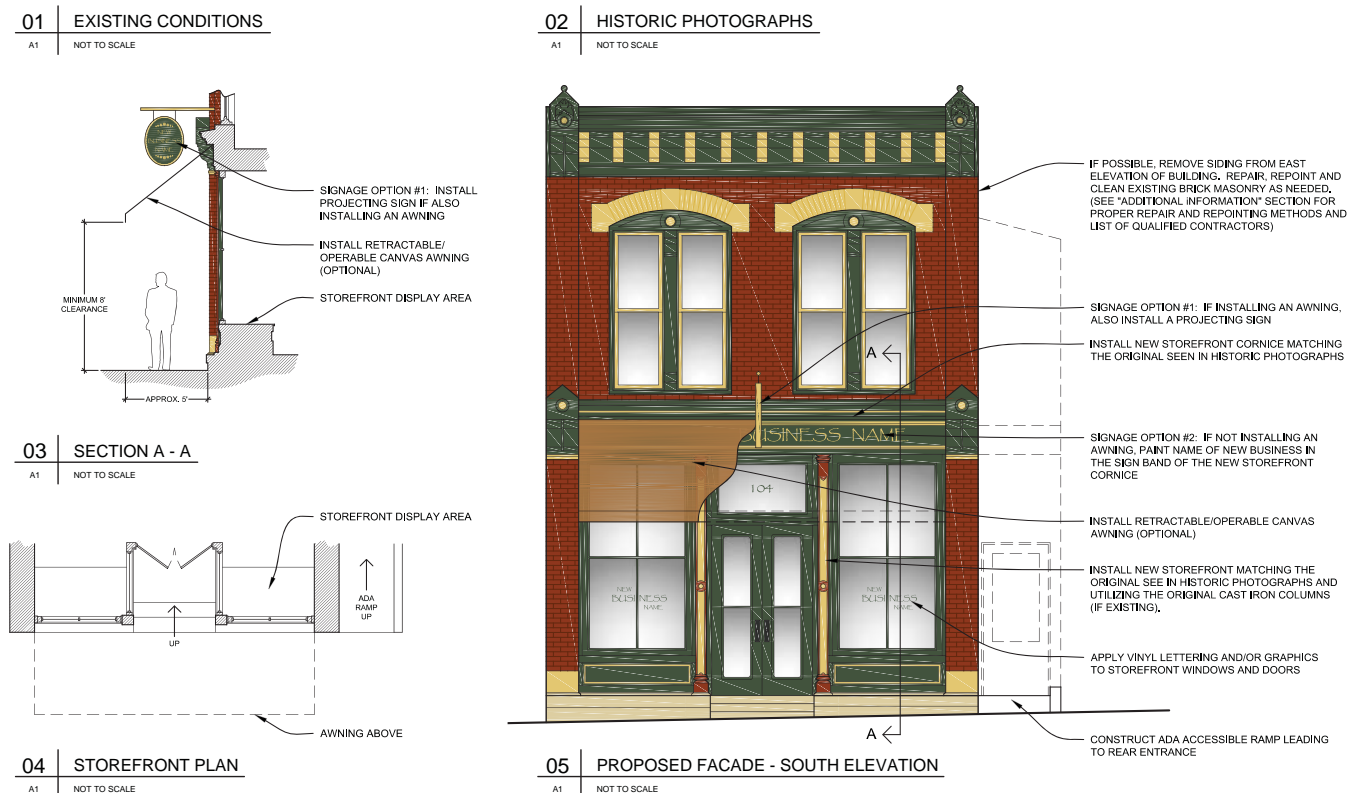 01 EXISTING CONDITIONS
A1 NOT TO SCALE
02 HISTORIC PHOTOGRAPHS
A1 NOT TO SCALE
SIGNAGE OPTION #1: INSTALL
PROJECTING SIGN IF ALSO
INSTALLING AN AWNING
INSTALL RETRACTABLE/
OPERABLE CANVAS AWNING
(OPTIONAL)
STOREFRONT DISPLAY AREA
MINIMUM 8'
CLEARANCE
APPROX. 5'
03 SECTION A - A
A1 NOT TO SCALE
STOREFRONT DISPLAY AREA
ADA
RAMP
UP
UP
AWNING ABOVE
04 STOREFRONT PLAN
A1 NOT TO SCALE
IF POSSIBLE, REMOVE SIDING FROM EAST
ELEVATION OF BUILDING. REPAIR, REPOINT AND
CLEAN EXISTING BRICK MASONRY AS NEEDED.
(SEE "ADDITIONAL INFORMATION" SECTION FOR
PROPER REPAIR AND REPOINTING METHODS AND
LIST OF QUALIFIED CONTRACTORS)
SIGNAGE OPTION #1: IF INSTALLING AN AWNING,
ALSO INSTALL A PROJECTING SIGN
INSTALL NEW STOREFRONT CORNICE MATCHING
THE ORIGINAL SEEN IN HISTORIC PHOTOGRAPHS
A
BUSINESS NAME
SIGNAGE OPTION #2: IF NOT INSTALLING AN
AWNING, PAINT NAME OF NEW BUSINESS IN
THE SIGN BAND OF THE NEW STOREFRONT
CORNICE
104
INSTALL RETRACTABLE/OPERABLE CANVAS
AWNING (OPTIONAL)
INSTALL NEW STOREFRONT MATCHING THE
ORIGINAL SEE IN HISTORIC PHOTOGRAPHS AND
UTILIZING THE ORIGINAL CAST IRON COLUMNS
(IF EXISTING).
NEW
BUSINESS
NAME
NEW
BUSINESS
NAME
APPLY VINYL LETTERING AND/OR GRAPHICS
TO STOREFRONT WINDOWS AND DOORS
A
CONSTRUCT ADA ACCESSIBLE RAMP LEADING
TO REAR ENTRANCE
05 PROPOSED FACADE - SOUTH ELEVATION
A1 NOT TO SCALE